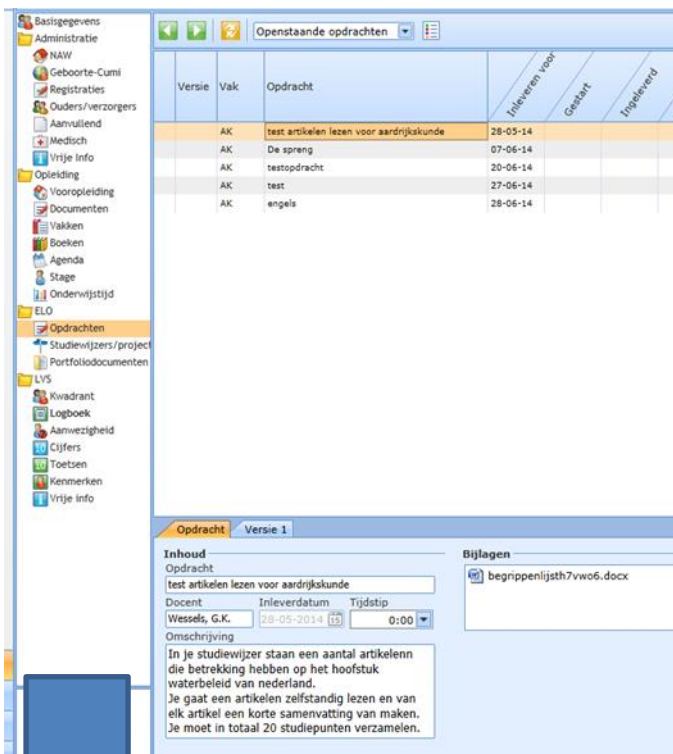 Basisgegevens
Administratie
NAW
Geboorte-Cumi
Registraties
Ouders/verzorgers
Aanvullend
Medisch
Vrije Info
Opleiding
Vooropleiding
Documenten
Vakken
Boeken
Agenda
Stage
Onderwijstijd
ELO
Opdrachten
Studiewijzers/project
Portfoliodocumenten
LVS
Kwadrant
Logboek
Aanwezigheid
Cijfers
Toetsen
Kenmerken
Vrije info
Openstaande opdrachten
Versie Vak Opdracht Inleveren voor Gestart Ingeleverd
AK test artikelen lezen voor aardrijkskunde 28-05-14
AK De spreng 07-06-14
AK testopdracht 20-06-14
AK test 27-06-14
AK engels 28-06-14
Opdracht Versie 1
Inhoud
Opdracht
test artikelen lezen voor aardrijkskunde
Docent Inleverdatum Tijdstip
Wessels, G.K. 28-05-2014 15 0:00
Omschrijving
In je studiewijzer staan een aantal artikelenn
die betrekking hebben op het hoofstuk
waterbeleid van nederland.
Je gaat een artikelen zelfstandig lezen en van
elk artikel een korte samenvatting van maken.
Je moet in totaal 20 studiepunten verzamelen.
Bijlagen
begrippenlijsth7vwo6.docx